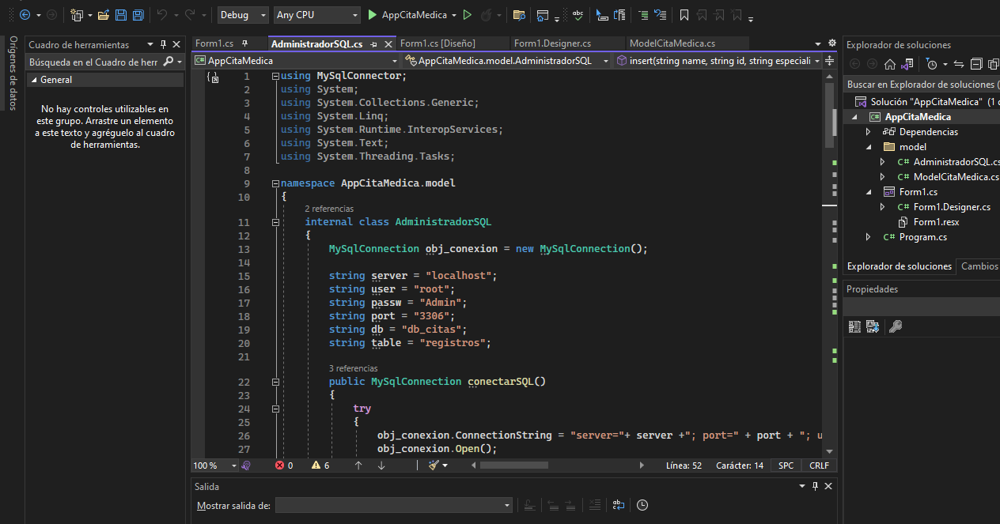 Debug
Any CPU
AppCitaMedica
abc
Orígenes de datos
Cuadro de herramientas
Búsqueda en el Cuadro de herr
General
No hay controles utilizables en
este grupo. Arrastre un elemento
a este texto y agréguelo al cuadro
de herramientas.
Form1.cs
AdministradorSQL.cs
Form1.cs [Diseño]
Form1.Designer.cs
ModelCitaMedica.cs
C# AppCitaMedica
AppCitaMedica.model.AdministradorSQL
insert(string name, string id, string especiali
1 using MySqlConnector;
2 using System;
3 using System.Collections.Generic;
4 using System.Linq;
5 using System.Runtime.InteropServices;
6 using System.Text;
7 using System.Threading.Tasks;
8
9 namespace AppCitaMedica.model
10 {
2 referencias
11 internal class AdministradorSQL
12 {
13 MySqlConnection obj_conexion = new MySqlConnection();
14
15 string server = "localhost";
16 string user = "root";
17 string passw = "Admin";
18 string port = "3306";
19 string db = "db_citas";
20 string table = "registros";
21
3 referencias
22 public MySqlConnection conectarSQL()
23 {
24 try
25 {
26 obj_conexion.ConnectionString = "server="+ server +"; port=" + port + "; u
27 obj_conexion.Open();
100 %
0
6
Línea: 52
Carácter: 14
SPC
CRLF
Salida
Mostrar salida de:
ab
Explorador de soluciones
Buscar en Explorador de soluciones (
Solución "AppCitaMedica" (1 c
C# AppCitaMedica
Dependencias
model
C# AdministradorSQL.cs
C# ModelCitaMedica.cs
Form1.cs
C# Form1.Designer.cs
Form1.resx
C# Program.cs
Explorador de soluciones
Cambios
Propiedades